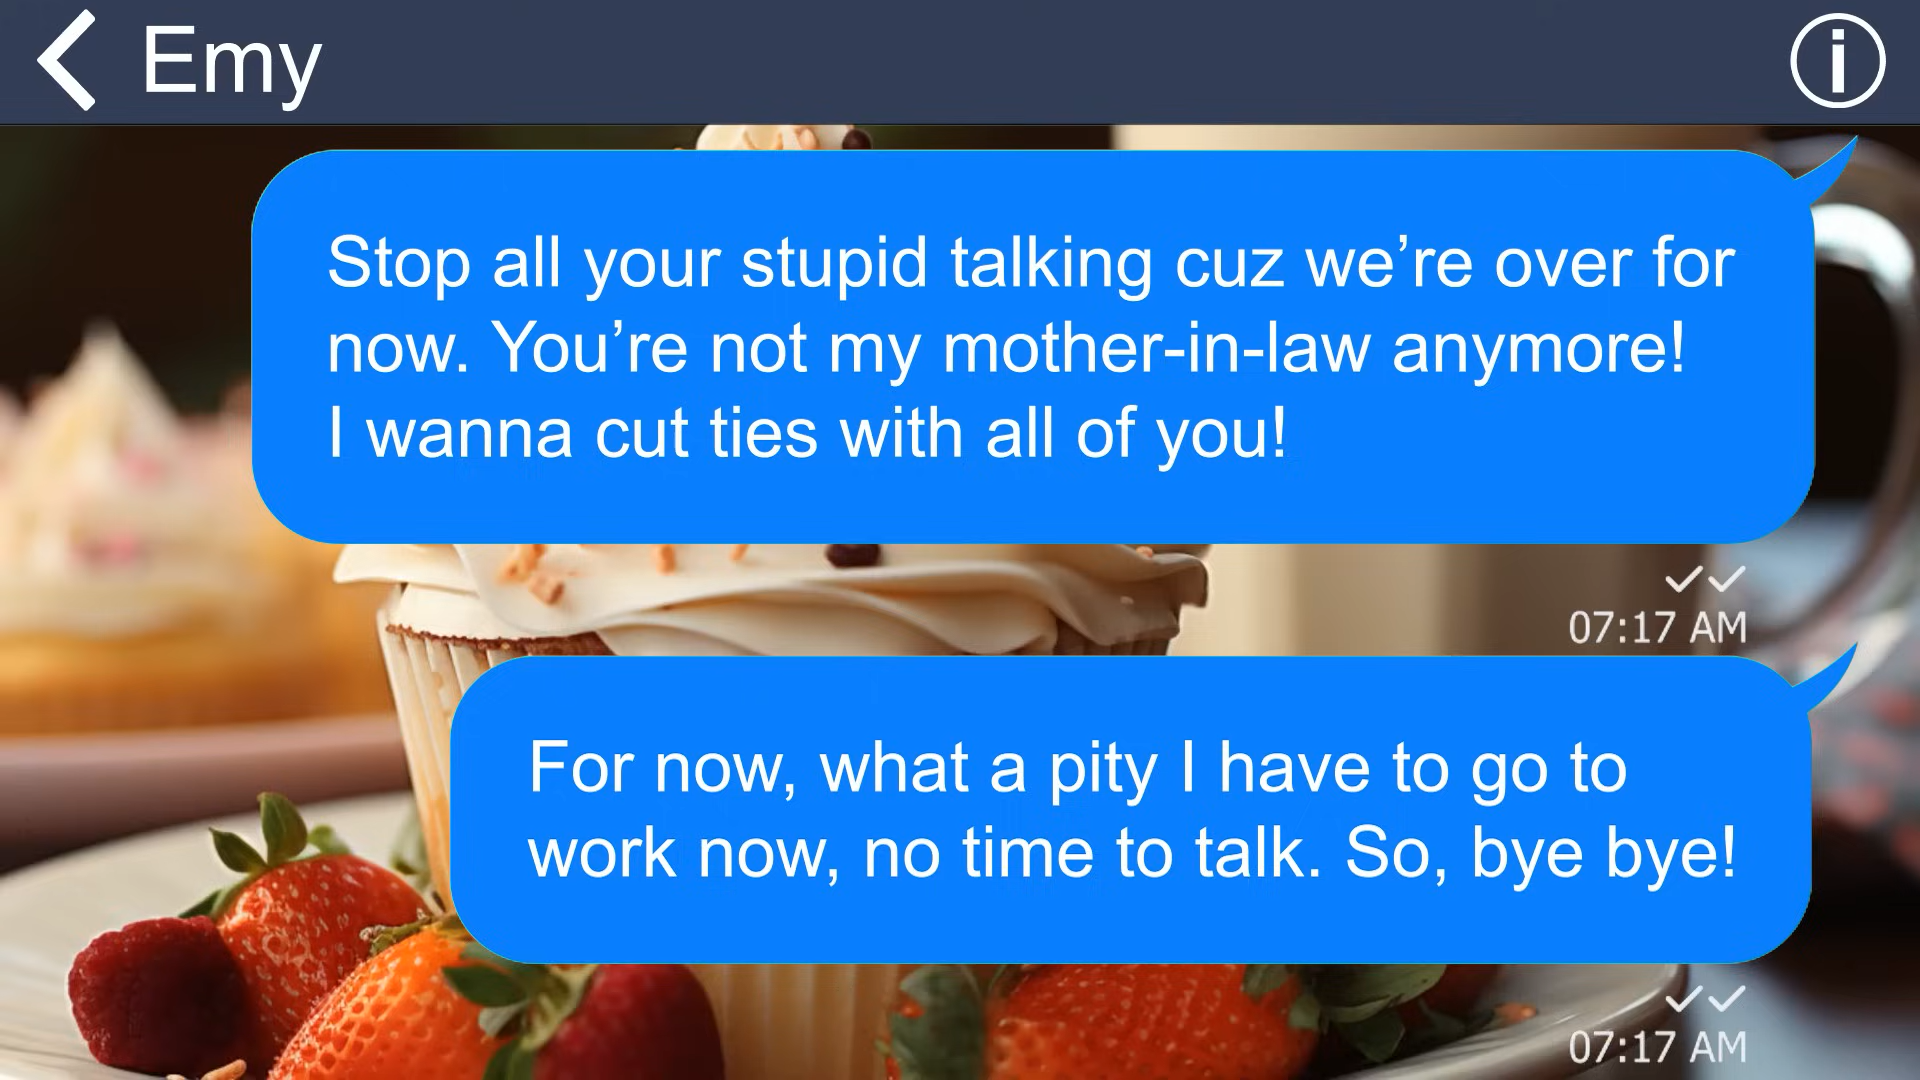 Emy
Stop all your stupid talking cuz we’re over for
now. You’re not my mother-in-law anymore!
I wanna cut ties with all of you!
07:17 AM
For now, what a pity I have to go to
work now, no time to talk. So, bye bye!
07:17 AM